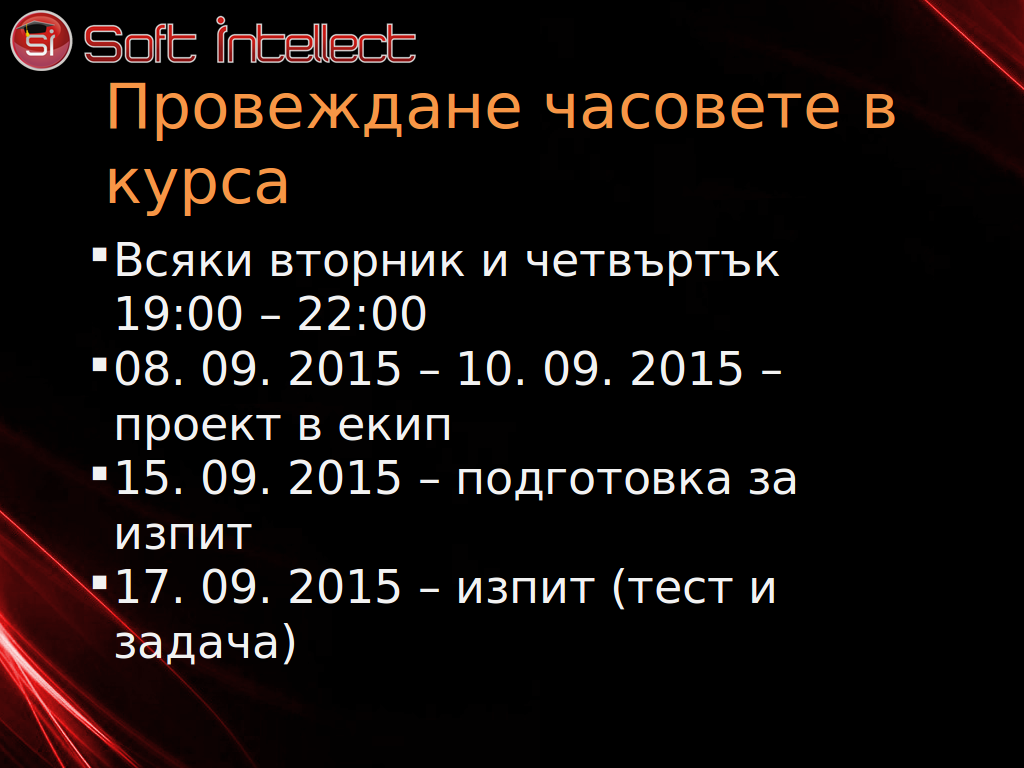 Si Soft Intellect
Провеждане часовете в
курса
Всяки вторник и четвъртък
19:00 – 22:00
08. 09. 2015 – 10. 09. 2015 –
проект в екип
15. 09. 2015 – подготовка за
изпит
17. 09. 2015 – изпит (тест и
задача)